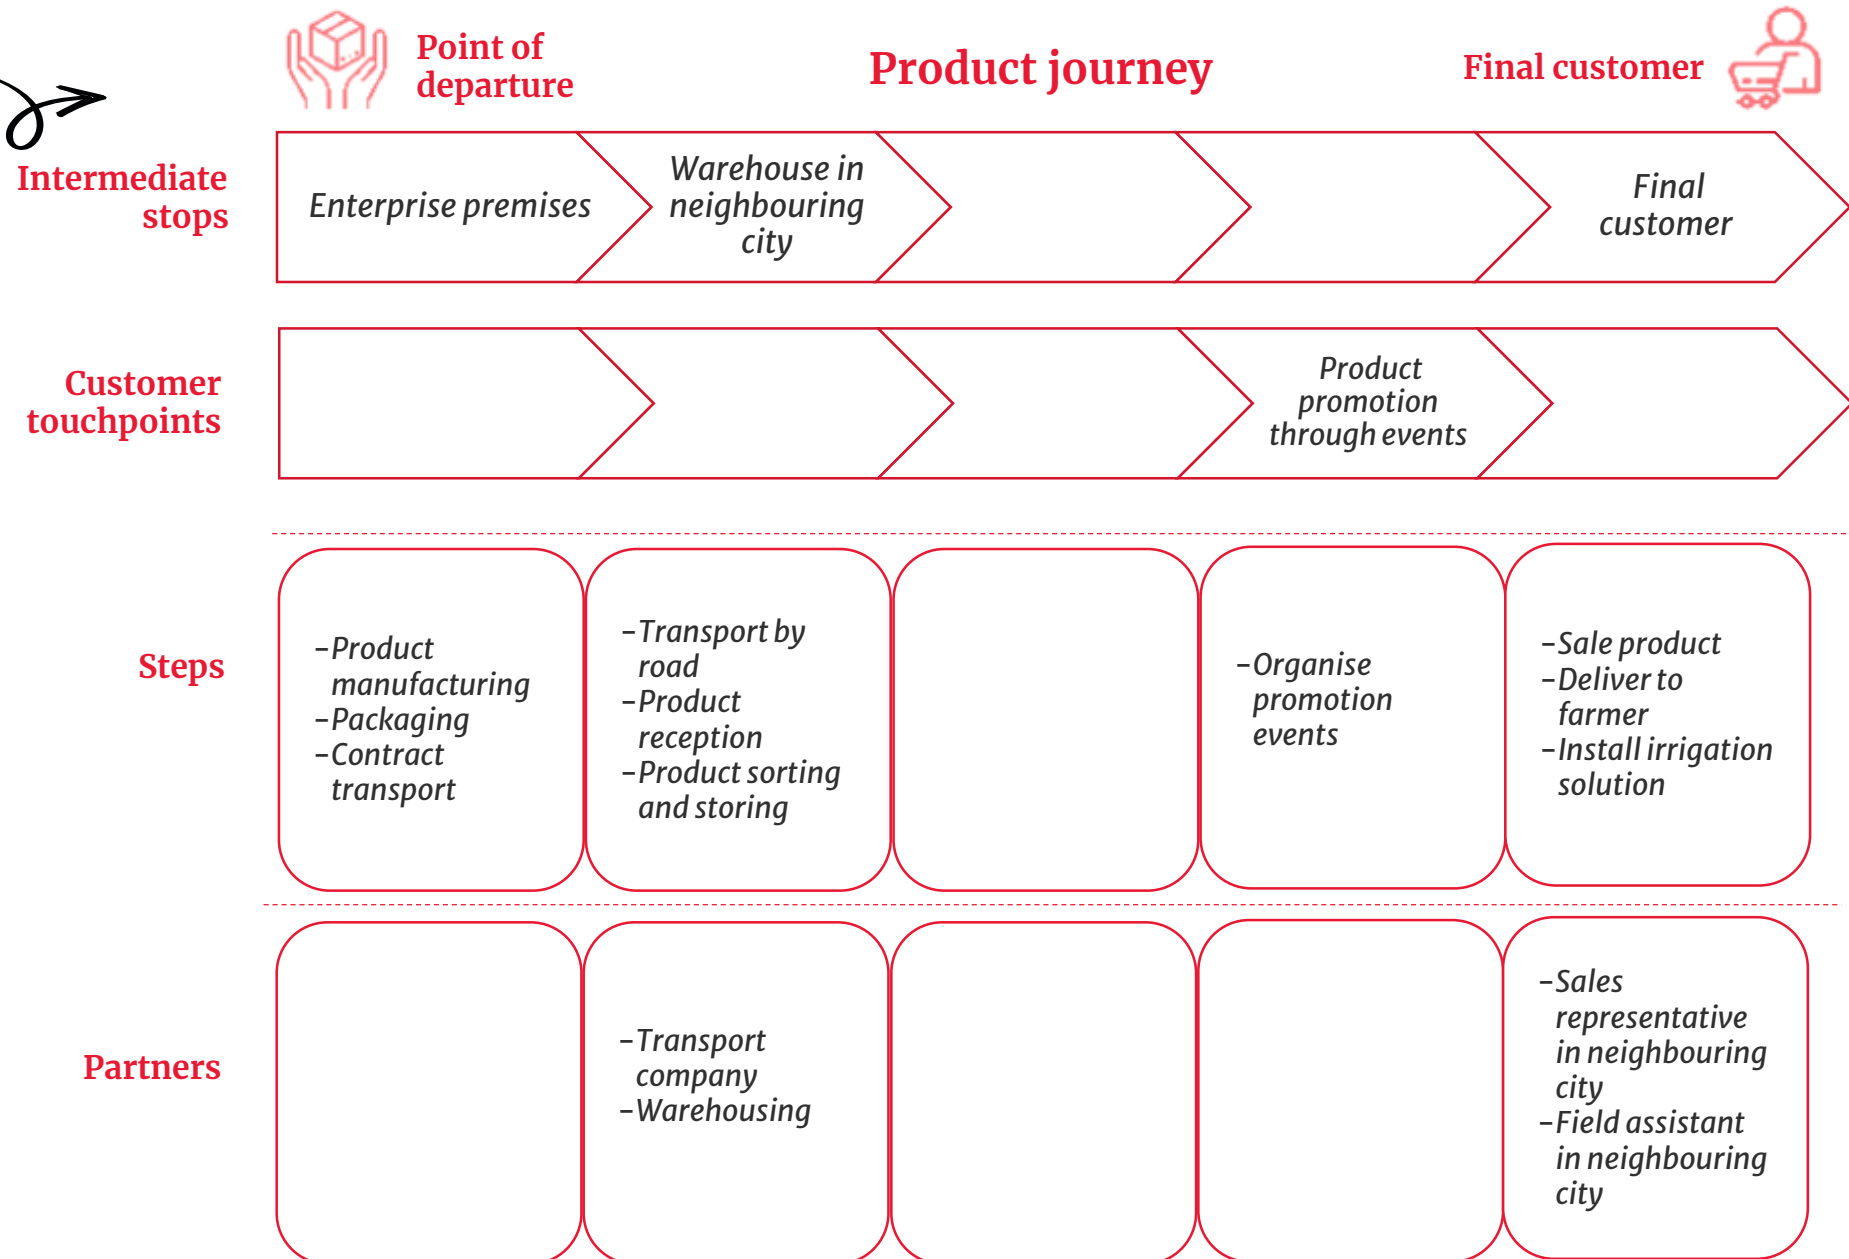 Point of
departure
Product journey
Final customer
Intermediate
stops
Enterprise premises
Warehouse in
neighbouring
city
Final
customer
Customer
touchpoints
Product
promotion
through events
Steps
-Product
manufacturing
-Packaging
-Contract
transport
-Transport by
road
-Product
reception
-Product sorting
and storing
-Organise
promotion
events
-Sale product
-Deliver to
farmer
-Install irrigation
solution
Partners
-Transport
company
-Warehousing
-Sales
representative
in neighbouring
city
-Field assistant
in neighbouring
city